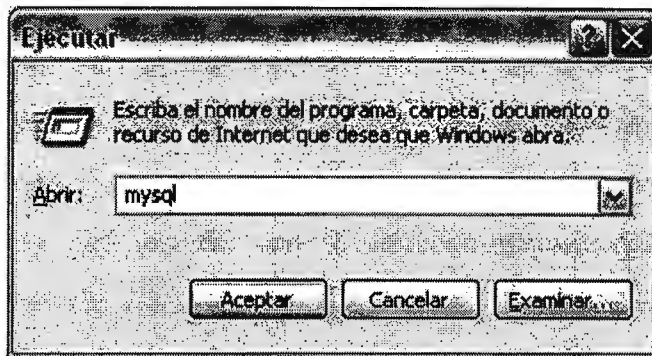 Ejecutar
Escriba el nombre del programa, carpeta, documento o
recurso de Internet que desea que Windows abra.
Abrir: mysql
Aceptar Cancelar Examinar...